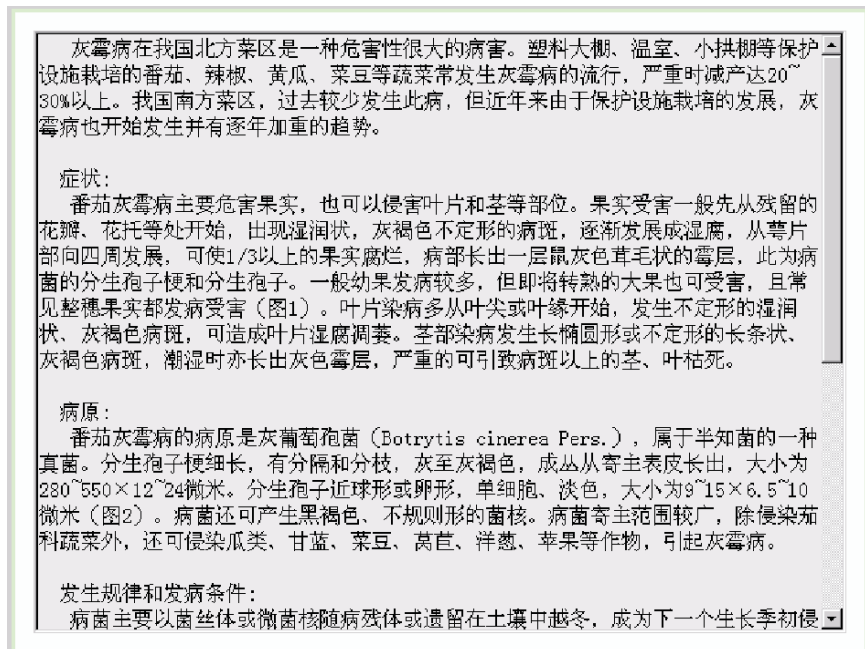 灰霉病在我国北方菜区是一种危害性很大的病害。塑料大棚、温室、小拱棚等保护
设施栽培的番茄、辣椒、黄瓜、菜豆等蔬菜常发生灰霉病的流行，严重时减产达20~
30%以上。我国南方菜区，过去较少发生此病，但近年来由于保护设施栽培的发展，灰
霉病也开始发生并有逐年加重的趋势。
症状：
番茄灰霉病主要危害果实，也可以侵害叶片和茎等部位。果实受害一般先从残留的
花瓣、花托等处开始，出现湿润状，灰褐色不定形的病斑，逐渐发展成湿腐，从萼片
部向四周发展，可使1/3以上的果实腐烂，病部长出一层鼠灰色茸毛状的霉层，此为病
菌的分生孢子梗和分生孢子。一般幼果发病较多，但即将转熟的大果也可受害，且常
见整穗果实都发病受害（图1）。叶片染病多从叶尖或叶缘开始，发生不定形的湿润
状、灰褐色病斑，可造成叶片湿腐凋萎。茎部染病发生长椭圆形或不定形的长条状、
灰褐色病斑，潮湿时亦长出灰色霉层，严重的可引致病斑以上的茎、叶枯死。
病原：
番茄灰霉病的病原是灰葡萄孢菌（Botrytis cinerea Pers.），属于半知菌的一种
真菌。分生孢子梗细长，有分隔和分枝，灰至灰褐色，成丛从寄主表皮长出，大小为
280~550×12~24微米。分生孢子近球形或卵形，单细胞、淡色，大小为9~15×6.5~10
微米（图2）。病菌还可产生黑褐色、不规则形的菌核。病菌寄主范围较广，除侵染茄
科蔬菜外，还可侵染瓜类、甘蓝、菜豆、莴苣、洋葱、苹果等作物，引起灰霉病。
发生规律和发病条件：
病菌主要以菌丝体或微菌核随病残体或遗留在土壤中越冬，成为下一个生长季初侵